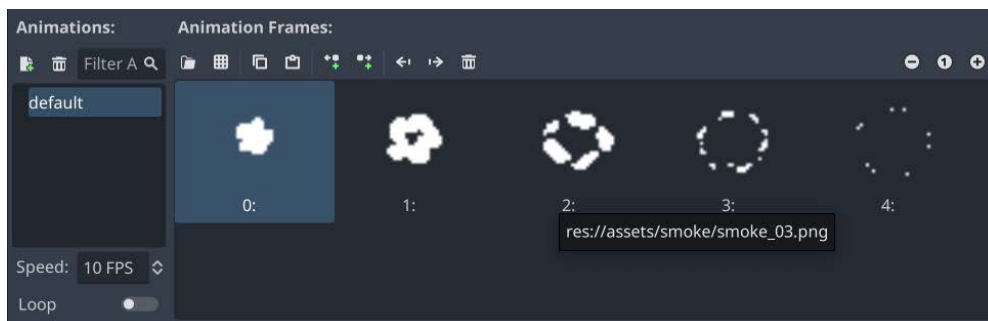 Animations:
Animation Frames:
Filter A
1
default
0:
1:
2:
3:
4:
res://assets/smoke/smoke_03.png
Speed: 10 FPS
Loop